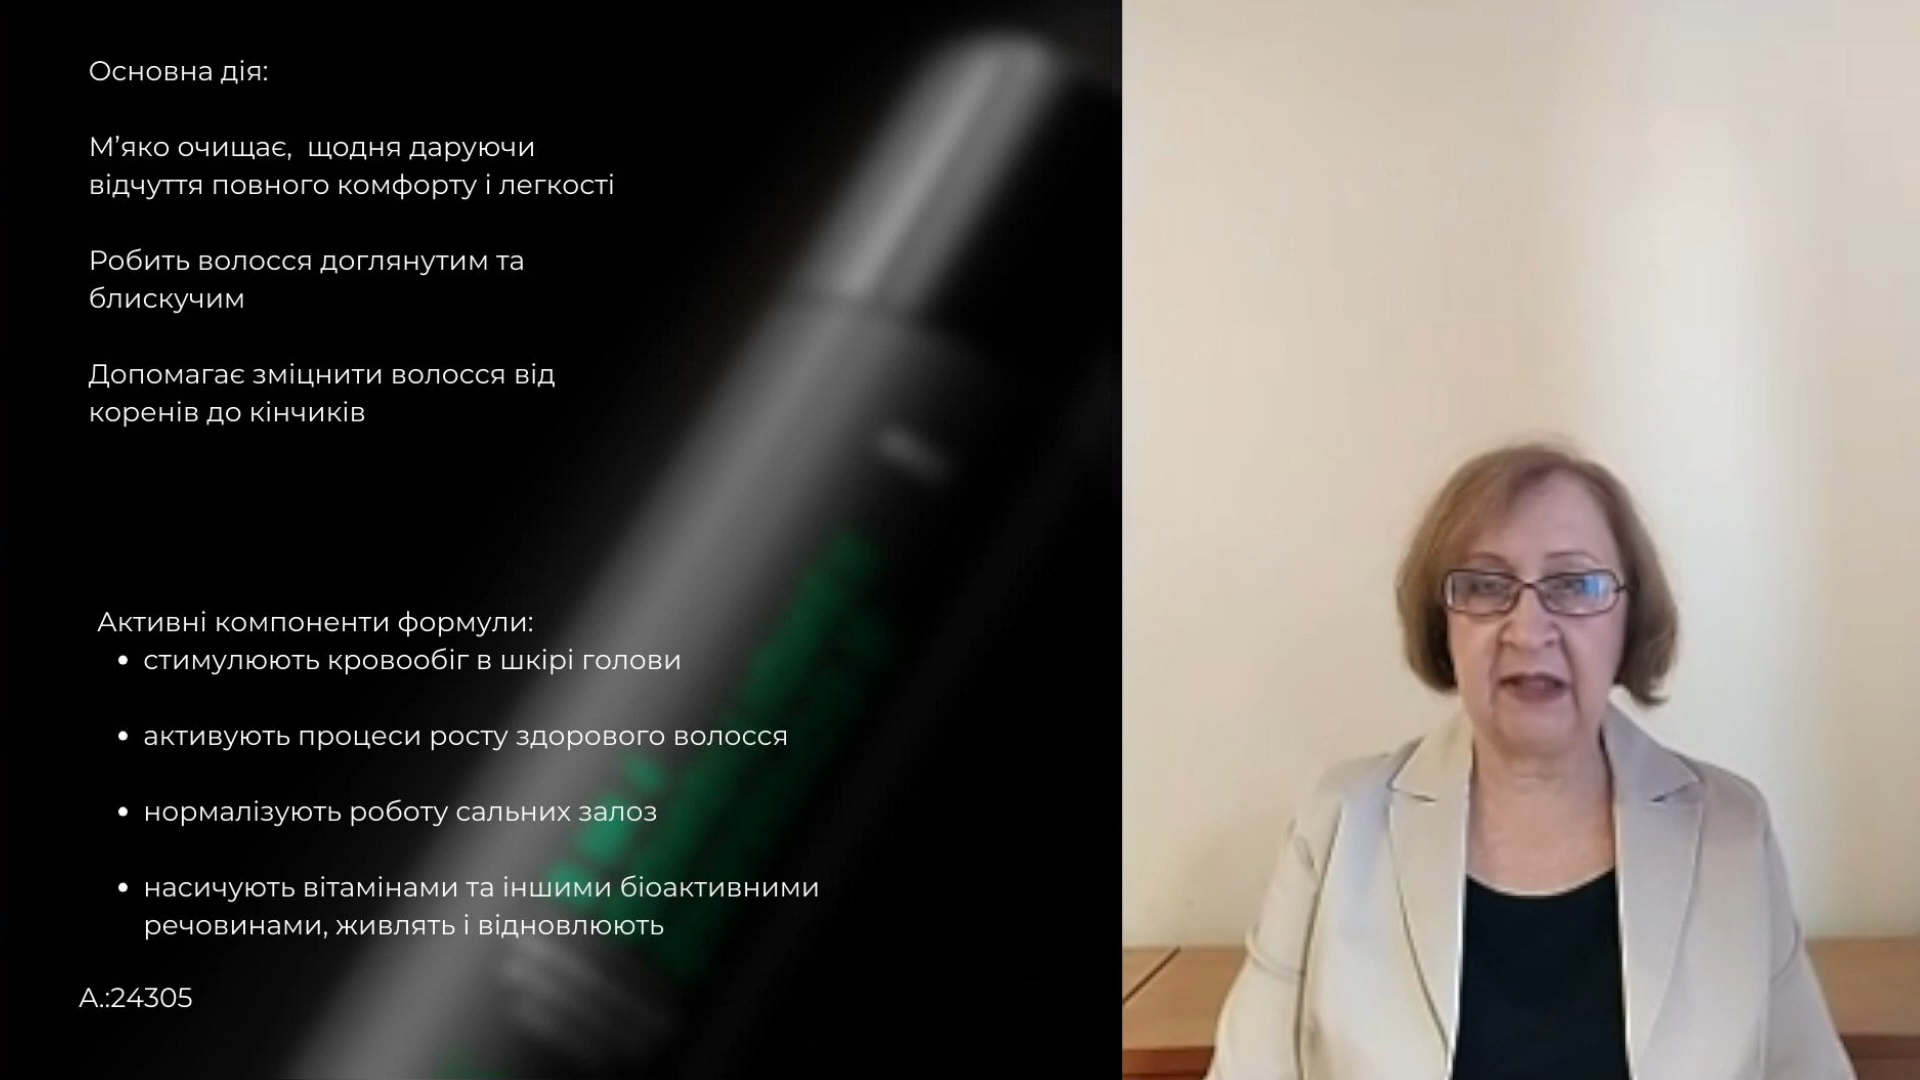 Основна дія:
М’яко очищає, щодня даруючи
відчуття повного комфорту і легкості
Робить волосся доглянутим та
блискучим
Допомагає зміцнити волосся від
коренів до кінчиків
Активні компоненти формули:
• стимулюють кровообіг в шкірі голови
• активують процеси росту здорового волосся
• нормалізують роботу сальних залоз
• насичують вітамінами та іншими біоактивними
речовинами, живлять і відновлюють
А.:24305